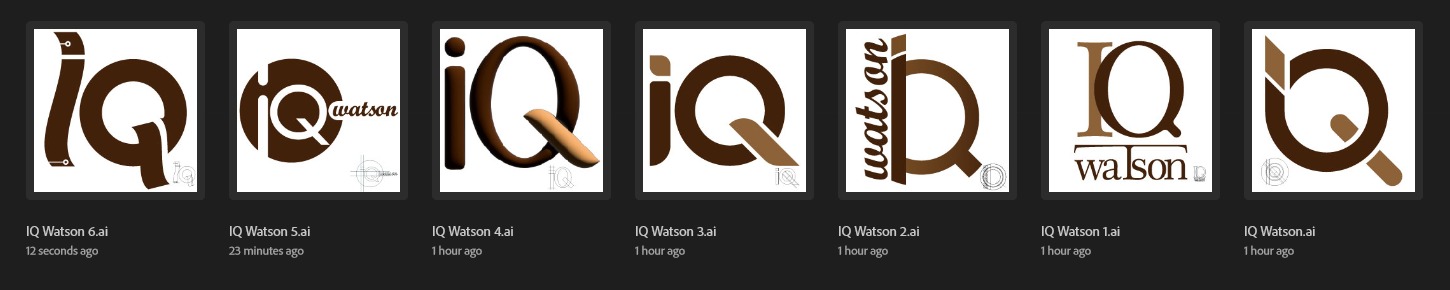 IQ
iQ watson
iQ
iQ
watson
IQ
watson
IQ Watson 6.ai
12 seconds ago
IQ Watson 5.ai
23 minutes ago
IQ Watson 4.ai
1 hour ago
IQ Watson 3.ai
1 hour ago
IQ Watson 2.ai
1 hour ago
IQ Watson 1.ai
1 hour ago
IQ Watson.ai
1 hour ago